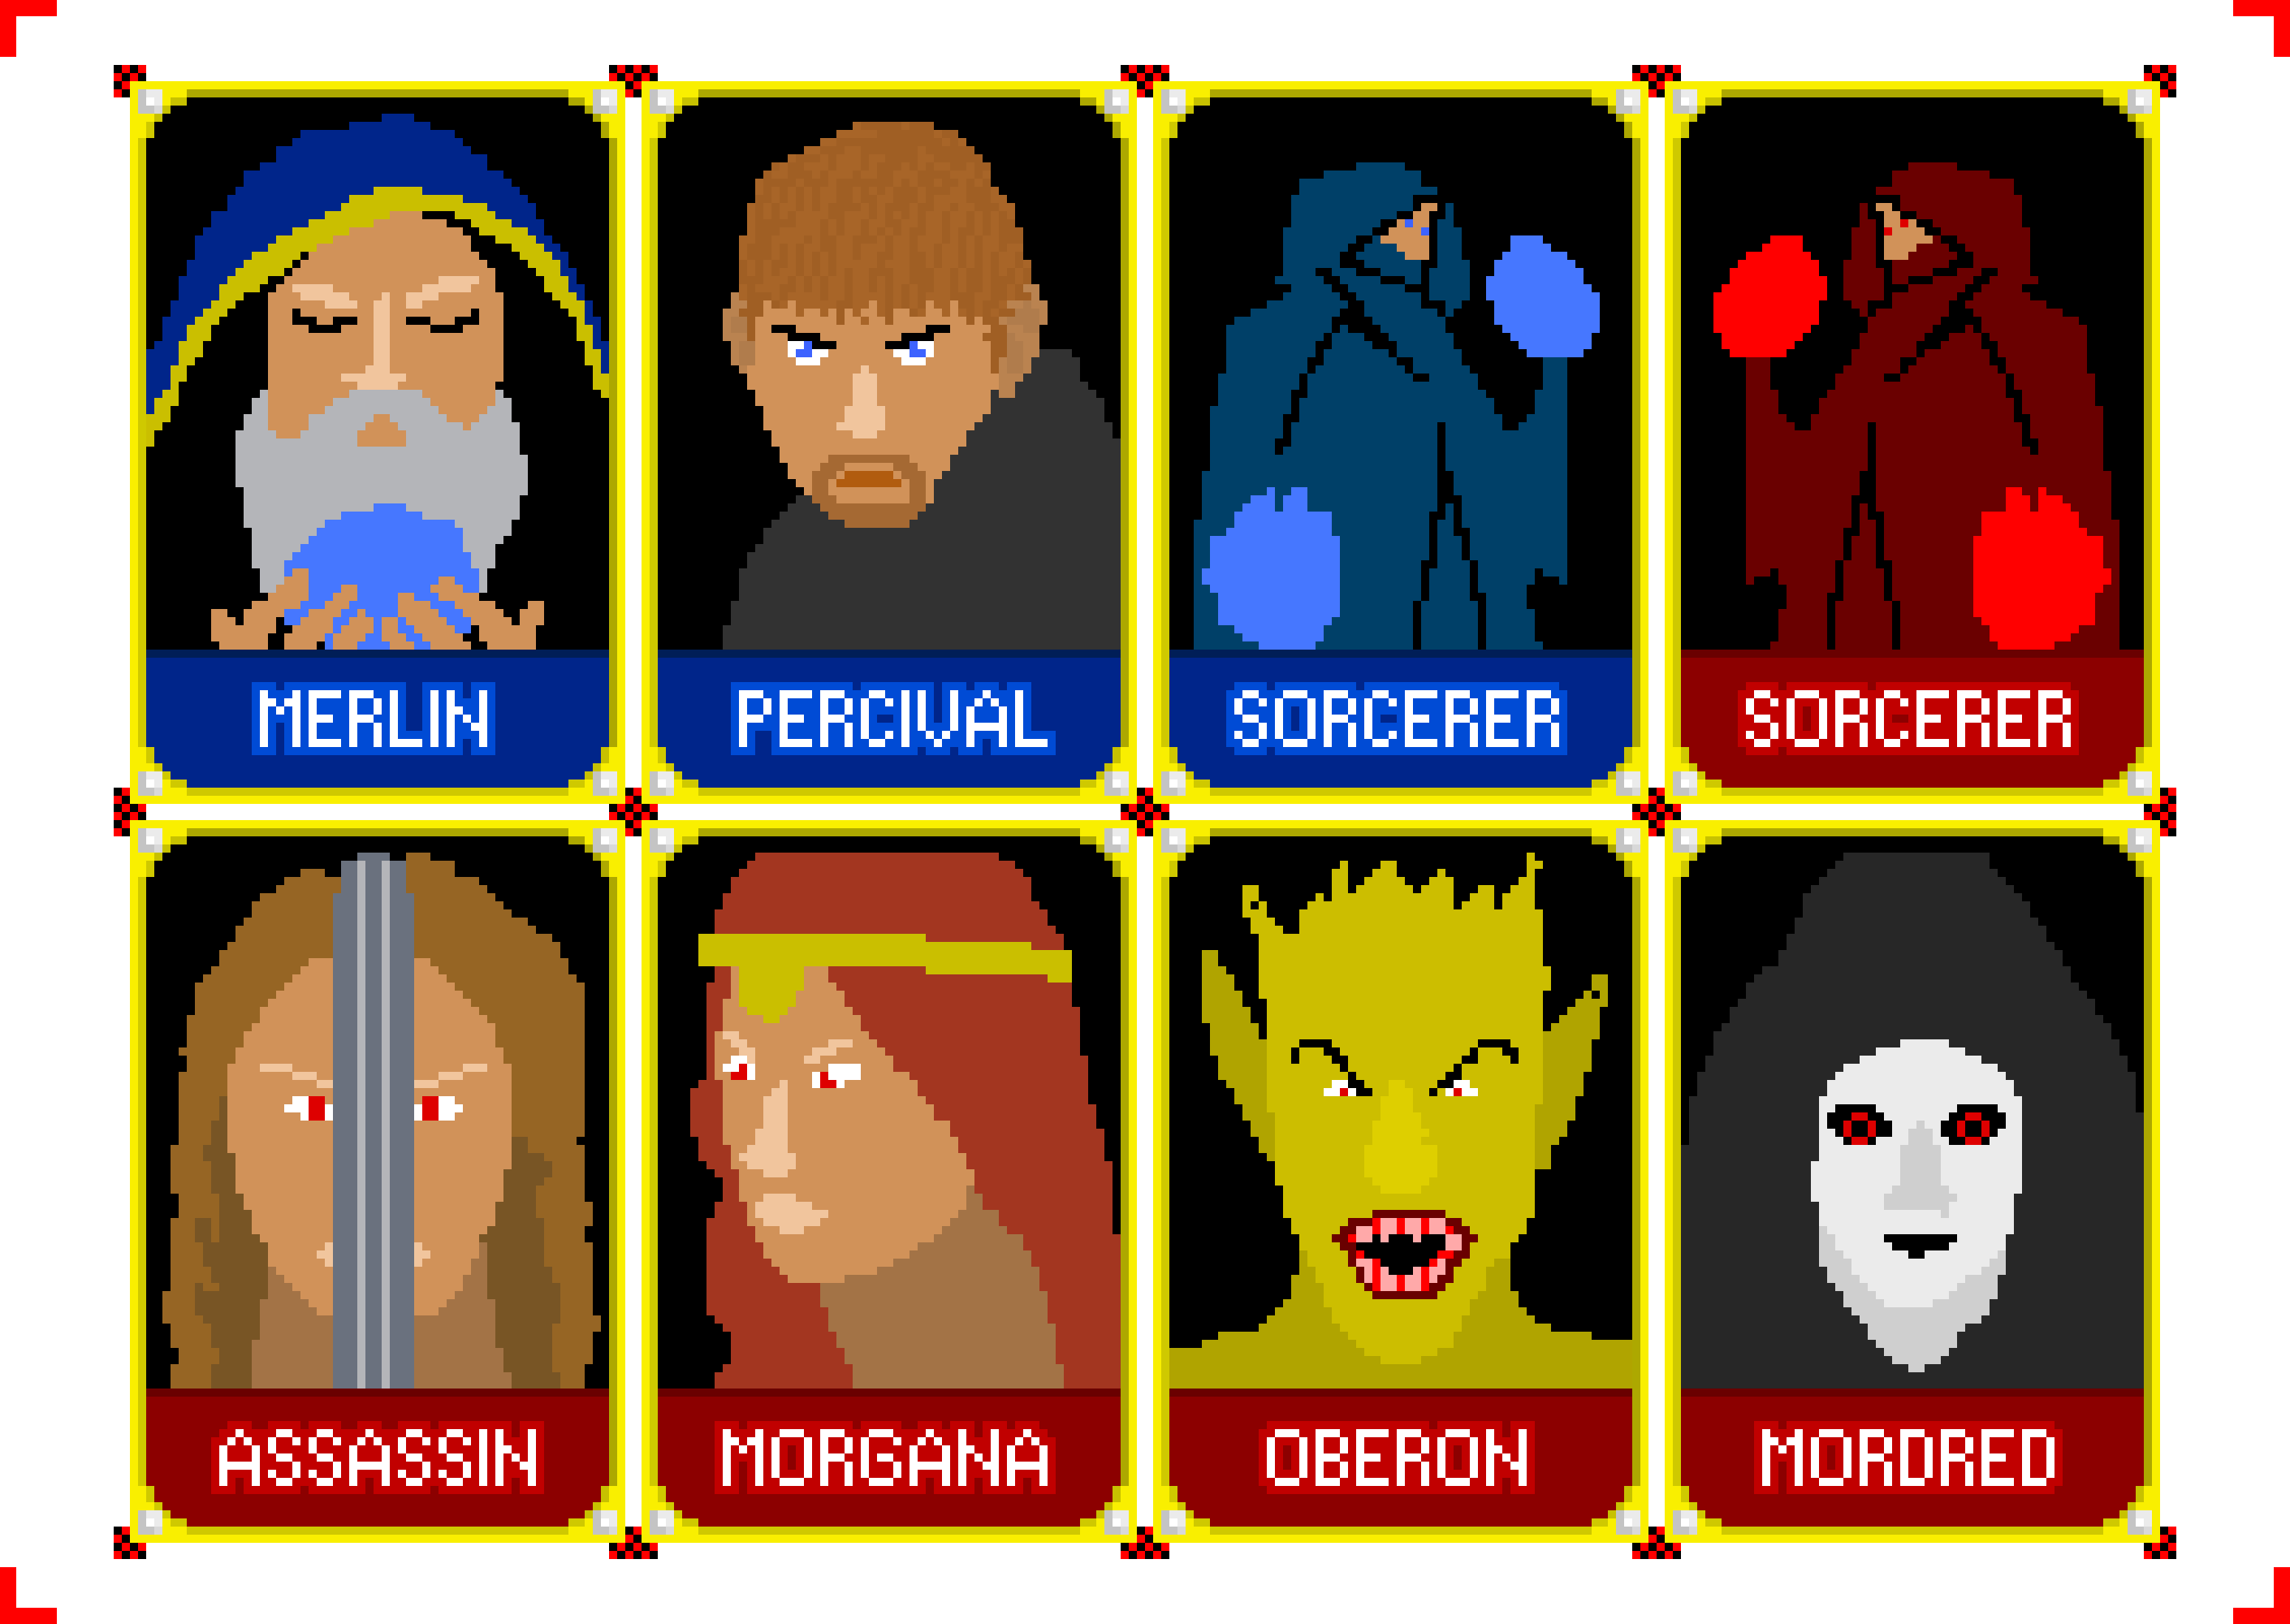 MERLIN
PERCIVAL
SORCERER
SORCERER
ASSASSIN
MORGANA
OBERON
MORDRED